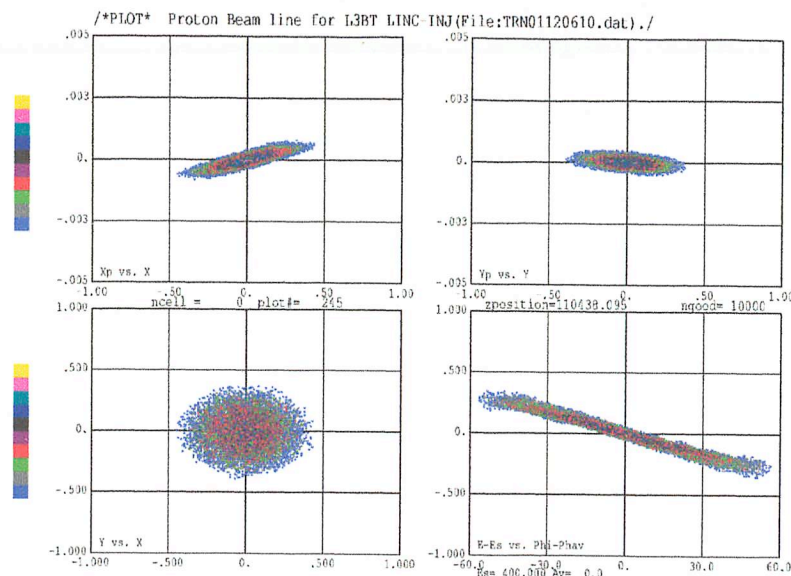 /*PLOT* Proton Beam line for L3BT LINC-INJ(File:TRN01120610.dat)./
.005
.003
0.
-.033
-.005
Xp vs. X
-1.00 -.50 0. .50 1.00
.005
.003
0.
-.033
-.005
Yp vs. Y
-1.00 -.50 0. .50 1.00
ncell = 0 plot#= 245 zposition=110438.095 ngood= 10000
1.000
.500
0.
-.500
-1.000
Y vs. X
-1.000 -.500 0. .500 1.000
1.000
.500
0.
-.500
-1.000
E-Es vs. Phi-Phav
-60.0 -30.0 0. 30.0 60.0
Es= 400.000 Av= 0.0